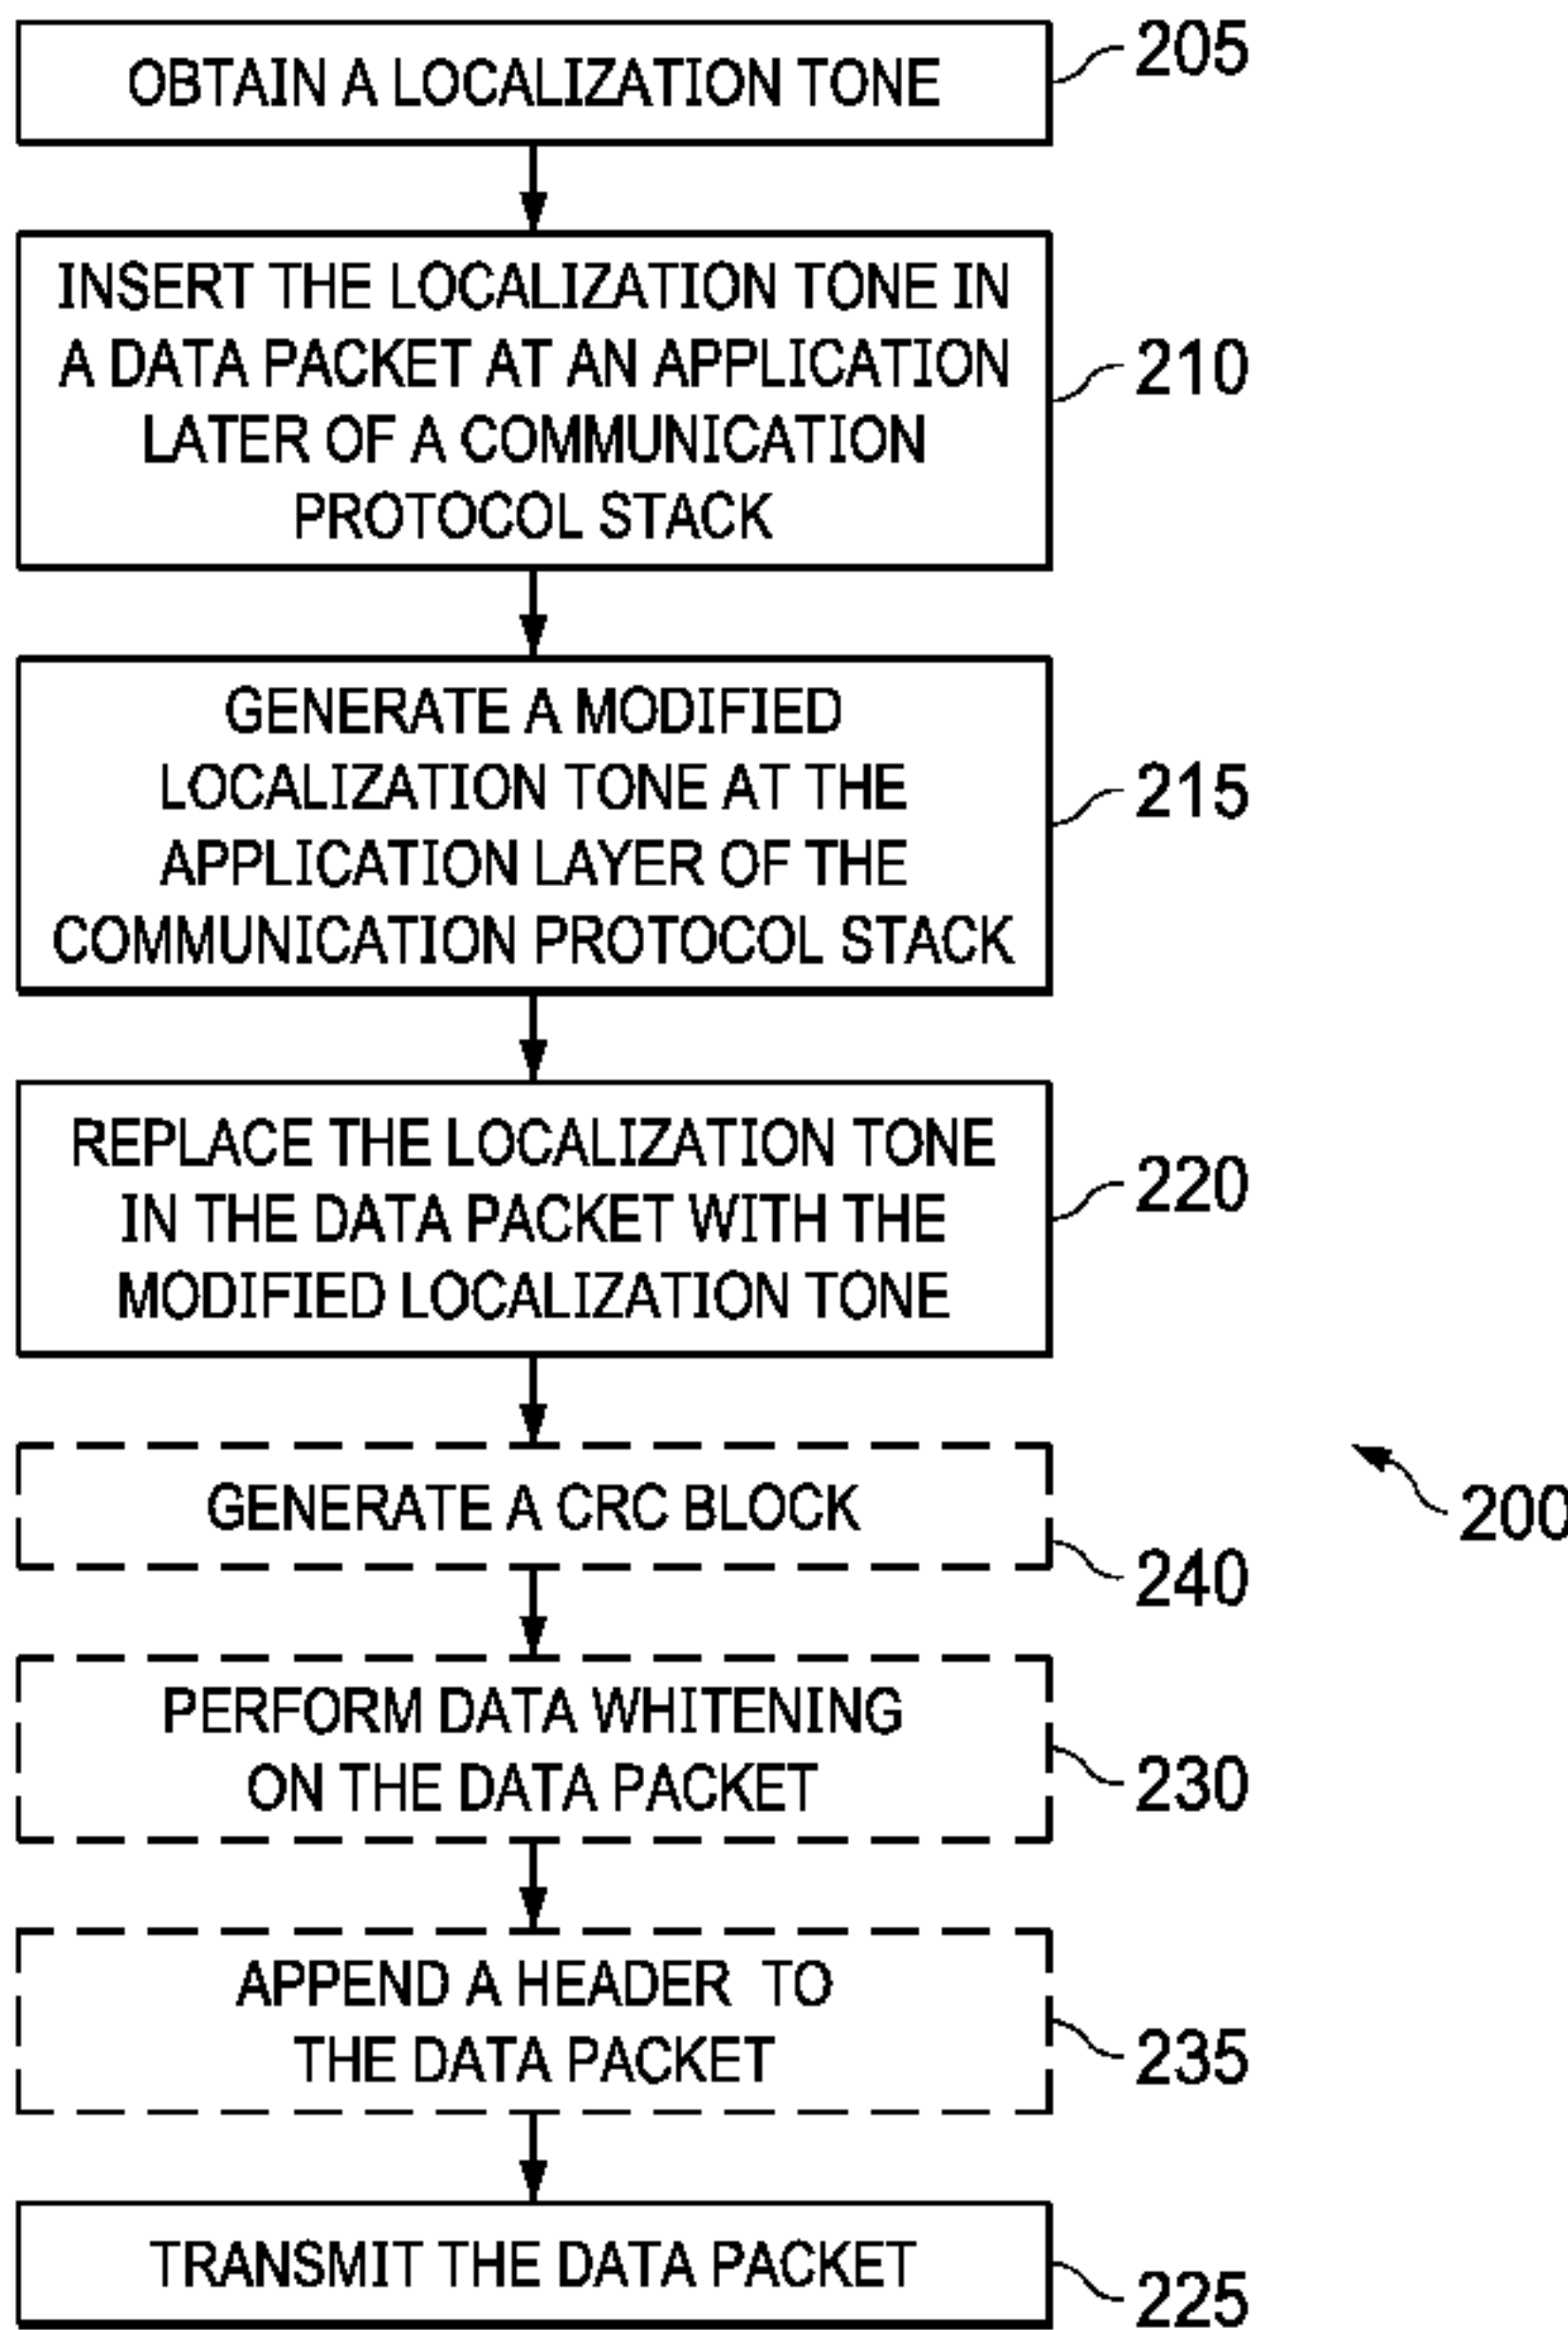 OBTAIN A LOCALIZATION TONE
205
INSERT THE LOCALIZATION TONE IN
A DATA PACKET AT AN APPLICATION
LATER OF A COMMUNICATION
PROTOCOL STACK
210
GENERATE A MODIFIED
LOCALIZATION TONE AT THE
APPLICATION LAYER OF THE
COMMUNICATION PROTOCOL STACK
215
REPLACE THE LOCALIZATION TONE
IN THE DATA PACKET WITH THE
MODIFIED LOCALIZATION TONE
220
GENERATE A CRC BLOCK
240
200
PERFORM DATA WHITENING
ON THE DATA PACKET
230
APPEND A HEADER TO
THE DATA PACKET
235
TRANSMIT THE DATA PACKET
225